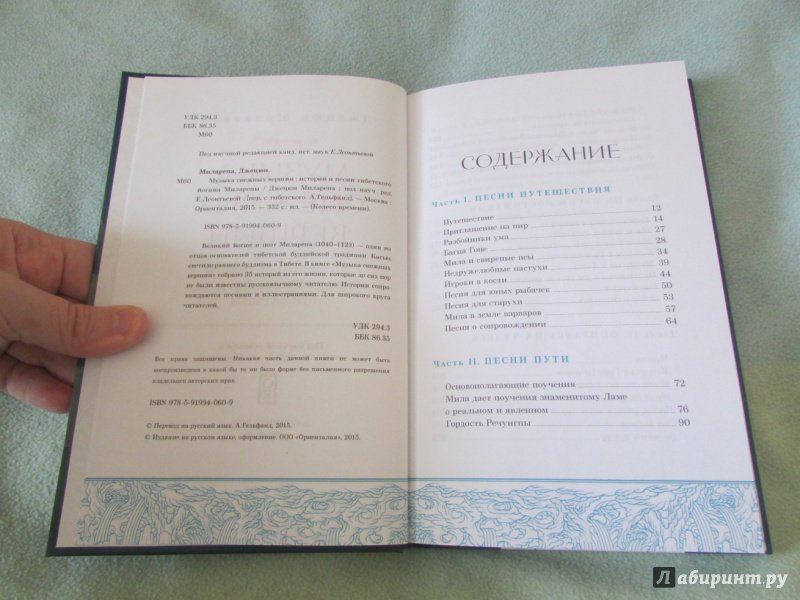 УДК 294.3
ББК 86.35
М60
Под научной редакцией канд. ист. наук Е.Леонтьевой
Миларепа, Джецюн.
М60 Музыка снежных вершин : истории и песни тибетского
йогина Миларепы / Джецюн Миларепа ; под науч. ред.
Е.Леонтьевой ; [пер. с тибетского А.Гельфанд]. — Москва :
Ориенталия, 2015. — 332 с.: ил. — (Колесо времени).
ISBN 978-5-91994-060-9
Великий йогин и поэт Миларепа (1040–1123) — один из
отцов-основателей тибетской буддийской традиции Кагью,
светило раннего буддизма в Тибете. В книге «Музыка снежных
вершин» собрано 35 историй из его жизни, которые до сих пор
не были известны русскоязычному читателю. Истории сопро-
вождаются песнями и иллюстрациями. Для широкого круга
читателей.
УДК 294.3
ББК 86.35
Все права защищены. Никакая часть данной книги не может быть
воспроизведена в какой бы то ни было форме без письменного разрешения
владельцев авторских прав.
ISBN 978-5-91994-060-9
© Перевод на русский язык. А.Гельфанд, 2015.
© Издание на русском языке, оформление. ООО «Ориенталия», 2015.
СОДЕРЖАНИЕ
Часть I. ПЕСНИ ПУТЕШЕСТВИЯ
Путешествие 12
Приглашение на пир 14
Разбойники ума 27
Багца Гове 28
Мила и свирепые псы 34
Недружелюбные пастухи 39
Игроки в кости 44
Песня для юных рыбачек 50
Песня для старухи 53
Мила в земле варваров 57
Песня о сопровождении 64
Часть II. ПЕСНИ ПУТИ
Основополагающие поучения 72
Мила дает поучения знаменитому Ламе
о реальном и явленном 76
Гордость Речунгпы 90
Лабиринт.ру